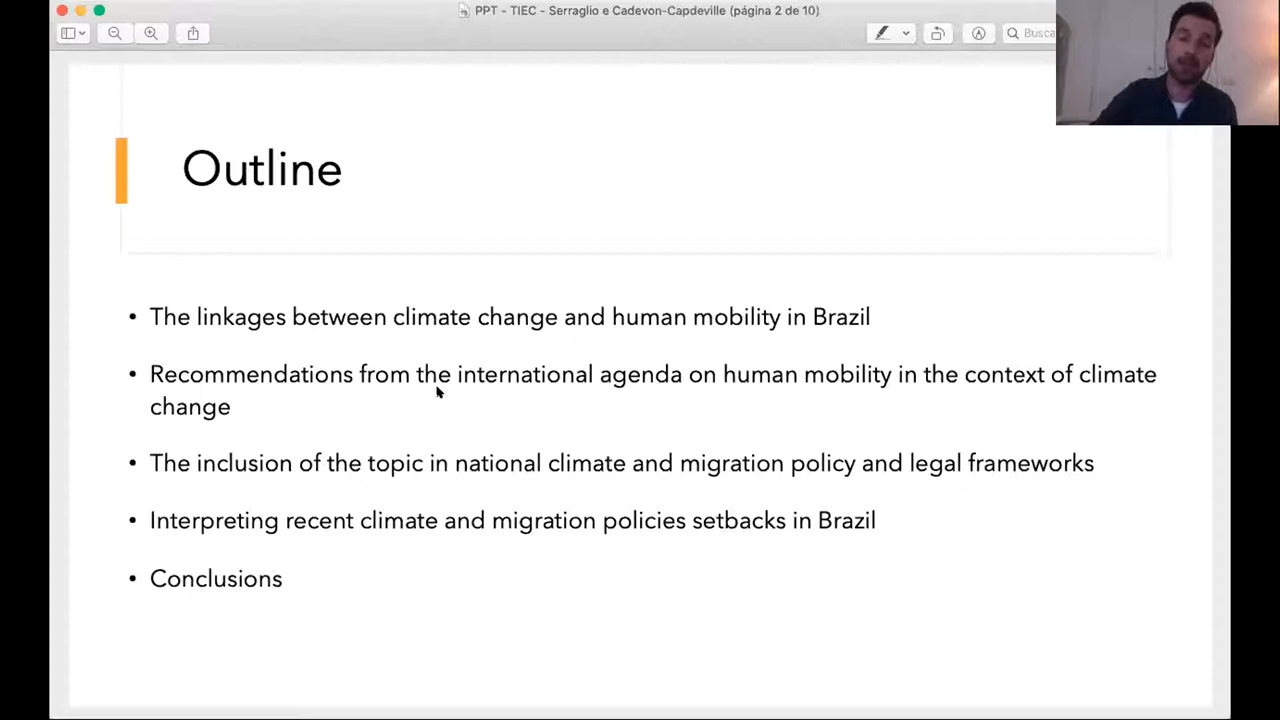 PPT - TIEC - Serraglio e Cadevon-Capdeville (página 2 de 10)
Busca
Outline
• The linkages between climate change and human mobility in Brazil
• Recommendations from the international agenda on human mobility in the context of climate
change
• The inclusion of the topic in national climate and migration policy and legal frameworks
• Interpreting recent climate and migration policies setbacks in Brazil
• Conclusions